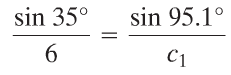 sin 35° / 6 = sin 95.1° / c₁